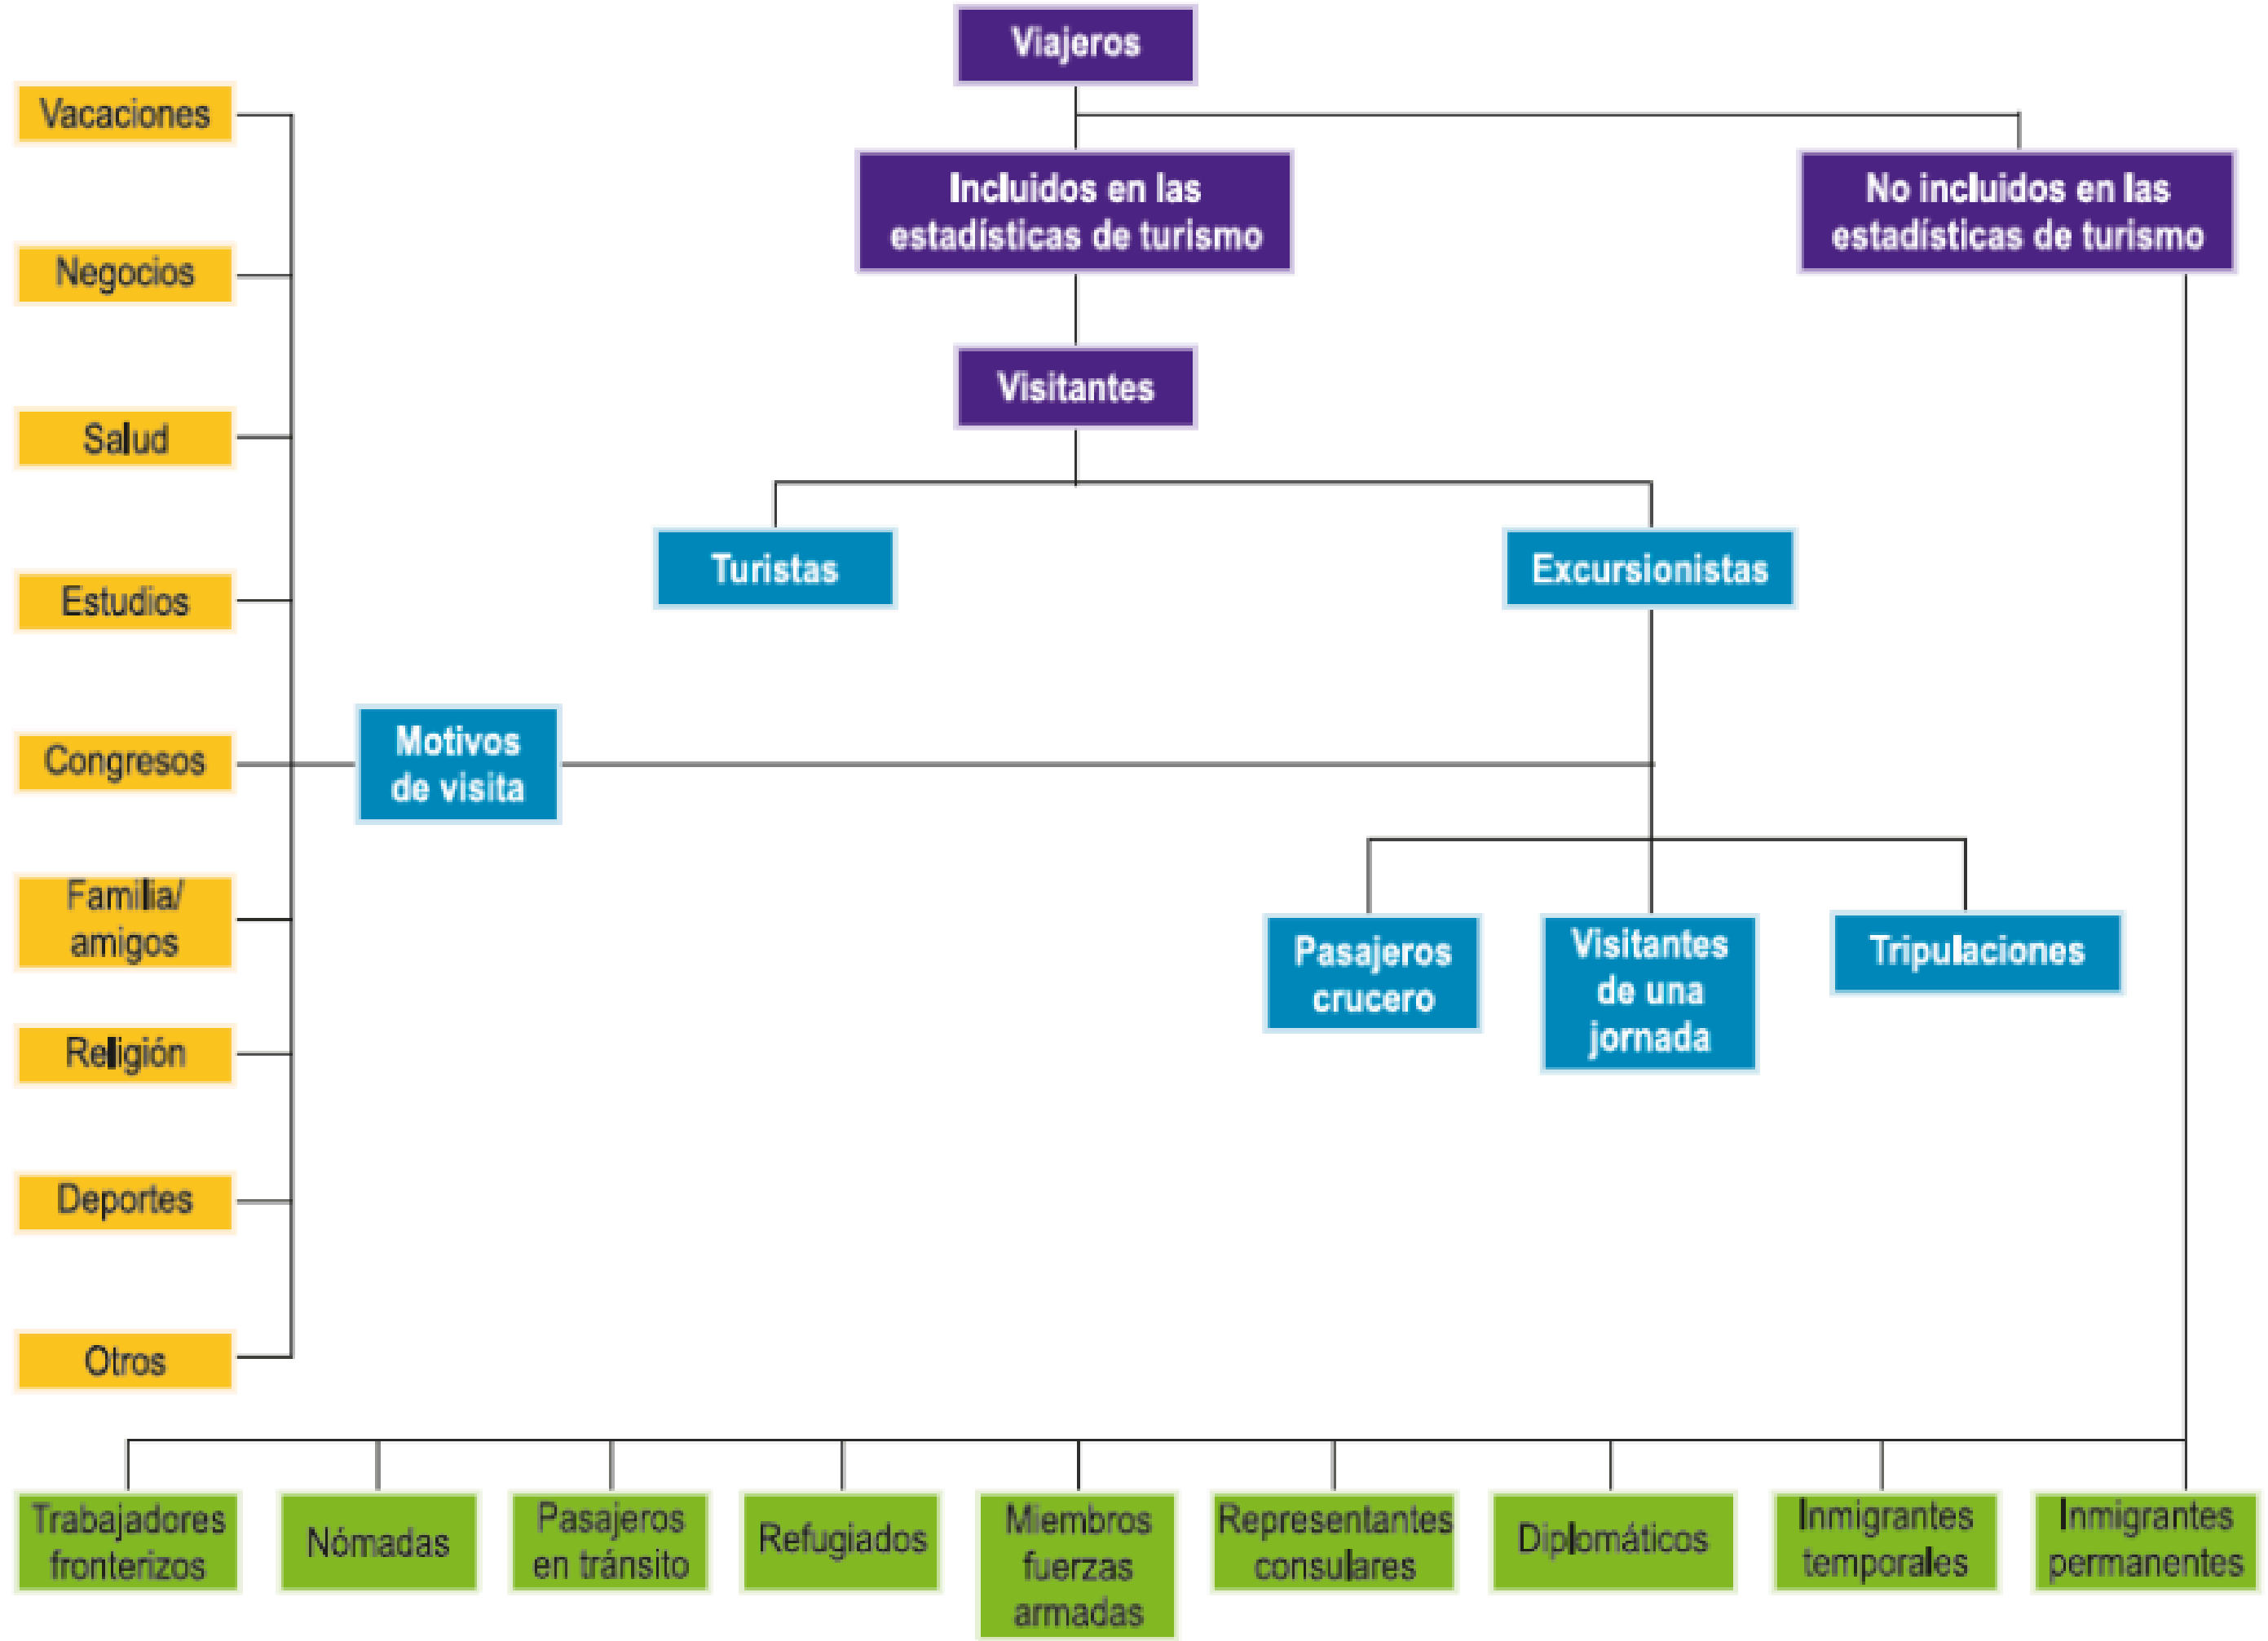 Viajeros
Incluidos en las
estadísticas de turismo
No incluidos en las
estadísticas de turismo
Visitantes
Turistas
Excursionistas
Motivos
de visita
Pasajeros
crucero
Visitantes
de una
jornada
Tripulaciones
Vacaciones
Negocios
Salud
Estudios
Congresos
Familia/
amigos
Religión
Deportes
Otros
Trabajadores
fronterizos
Nómadas
Pasajeros
en tránsito
Refugiados
Miembros
fuerzas
armadas
Representantes
consulares
Diplomáticos
Inmigrantes
temporales
Inmigrantes
permanentes